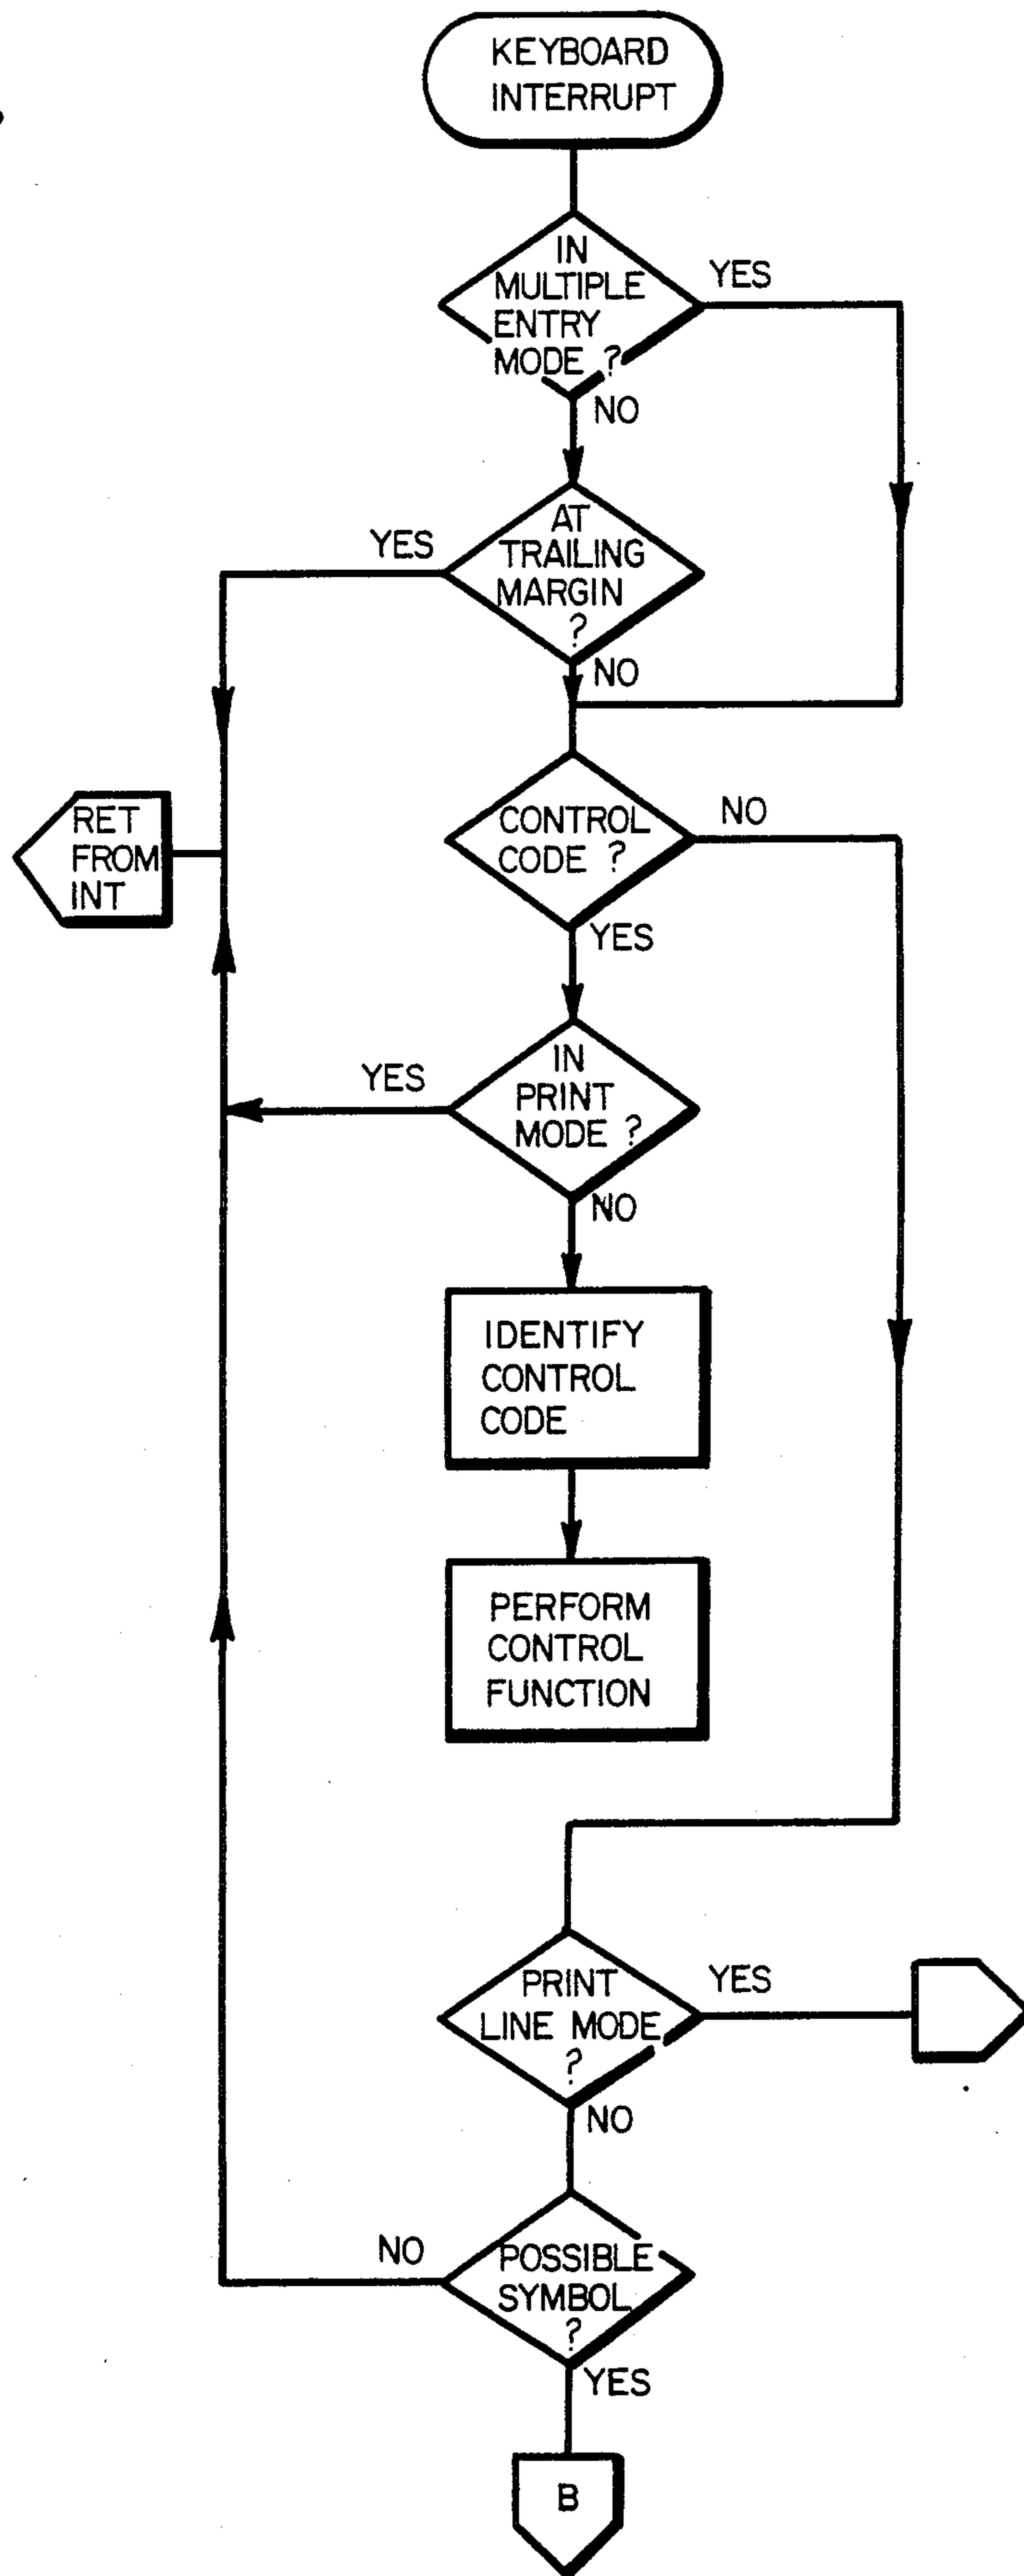 KEYBOARD
INTERRUPT
IN
MULTIPLE
ENTRY
MODE ?
YES
NO
AT
TRAILING
MARGIN
?
YES
NO
CONTROL
CODE ?
NO
YES
RET
FROM
INT
IN
PRINT
MODE ?
YES
NO
IDENTIFY
CONTROL
CODE
PERFORM
CONTROL
FUNCTION
PRINT
LINE MODE
?
YES
NO
POSSIBLE
SYMBOL
?
NO
YES
B